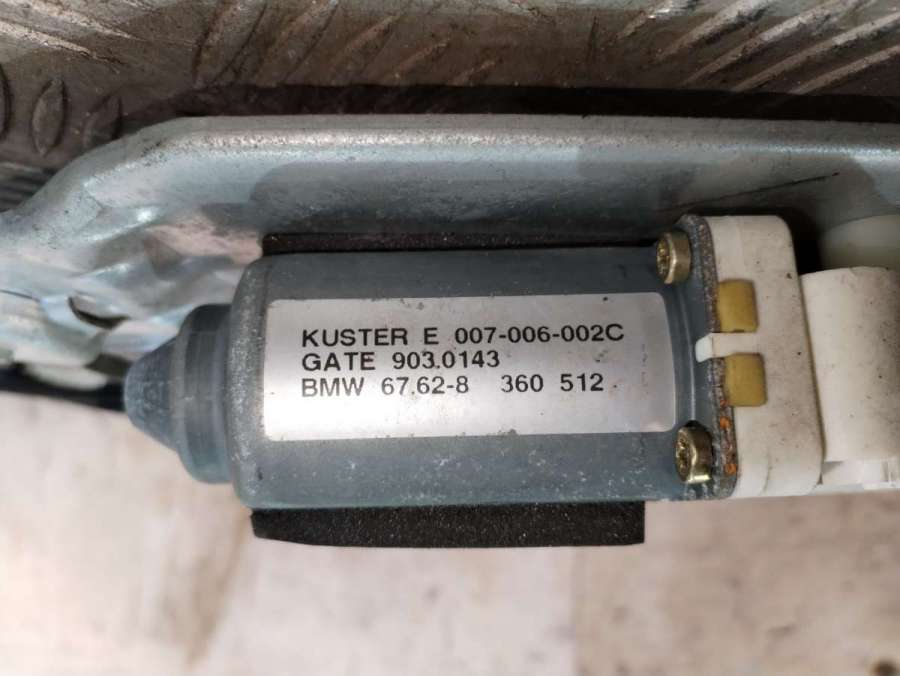 KUSTER E 007-006-002C
GATE 903.0143
BMW 67.62-8 360 512